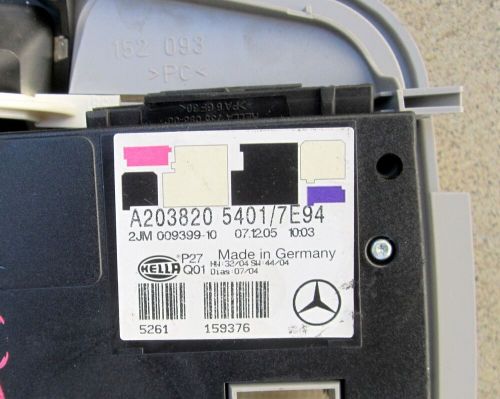 152 093
>PC<
A203820 5401/7E94
2JM 009399-10 07.12.05 10:03
HELLA P27 Made in Germany
Q01 HW:32/04 SW:44/04
Dias:07/04
5261 159376